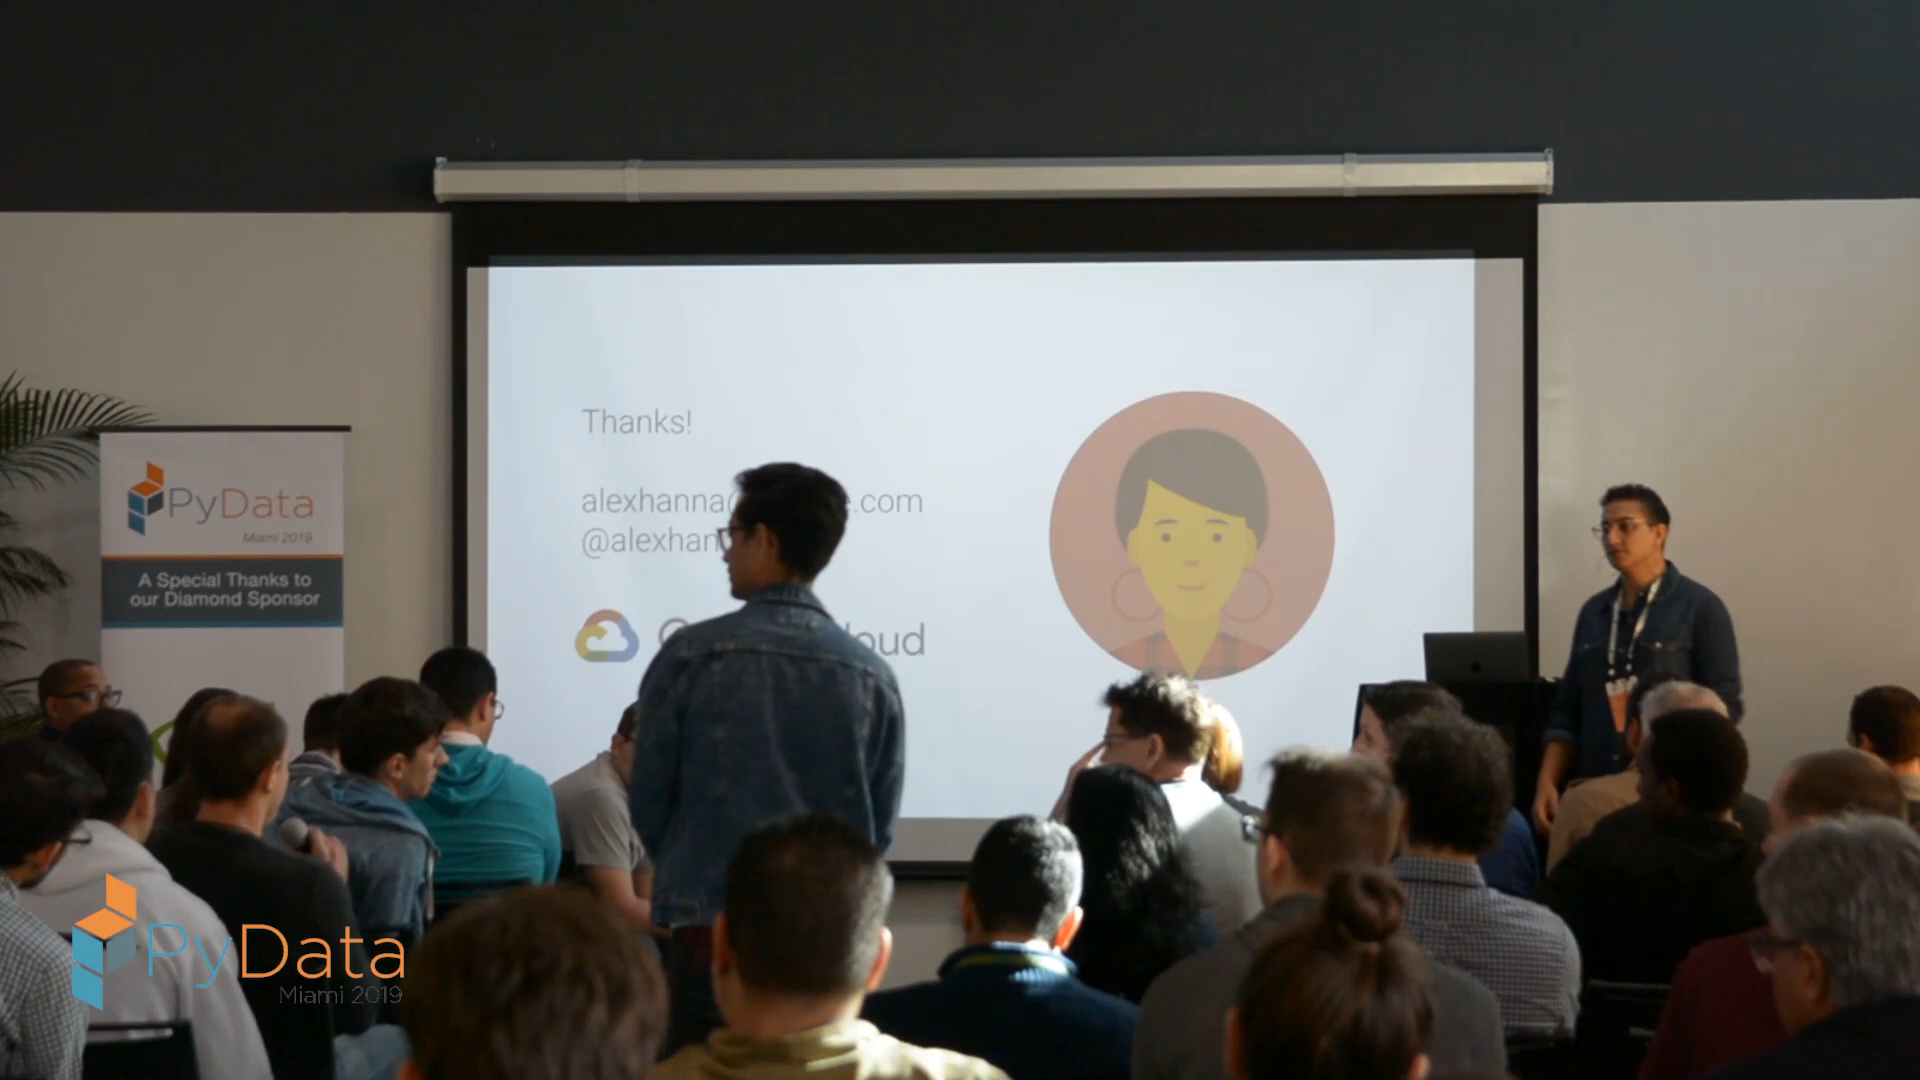 Thanks!
alexhanna@
.com
@alexhan
oud
PyData
Miami 2019
A Special Thanks to
our Diamond Sponsor
PyData
Miami 2019